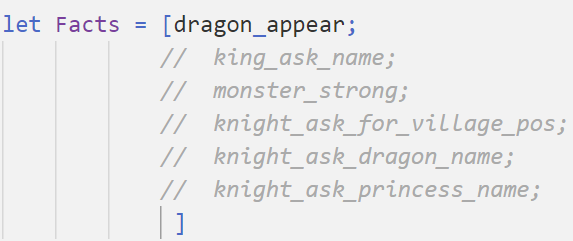 let Facts = [dragon_appear;
// king_ask_name;
// monster_strong;
// knight_ask_for_village_pos;
// knight_ask_dragon_name;
// knight_ask_princess_name;
]